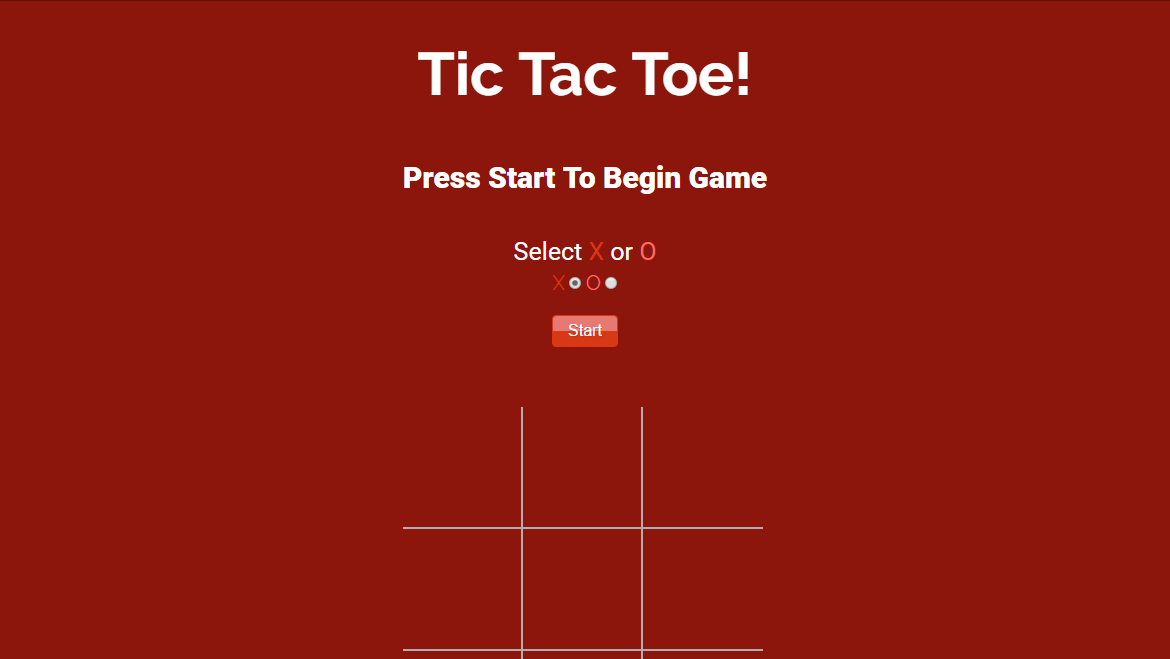 Tic Tac Toe!
Press Start To Begin Game
Select X or O
X O
Start